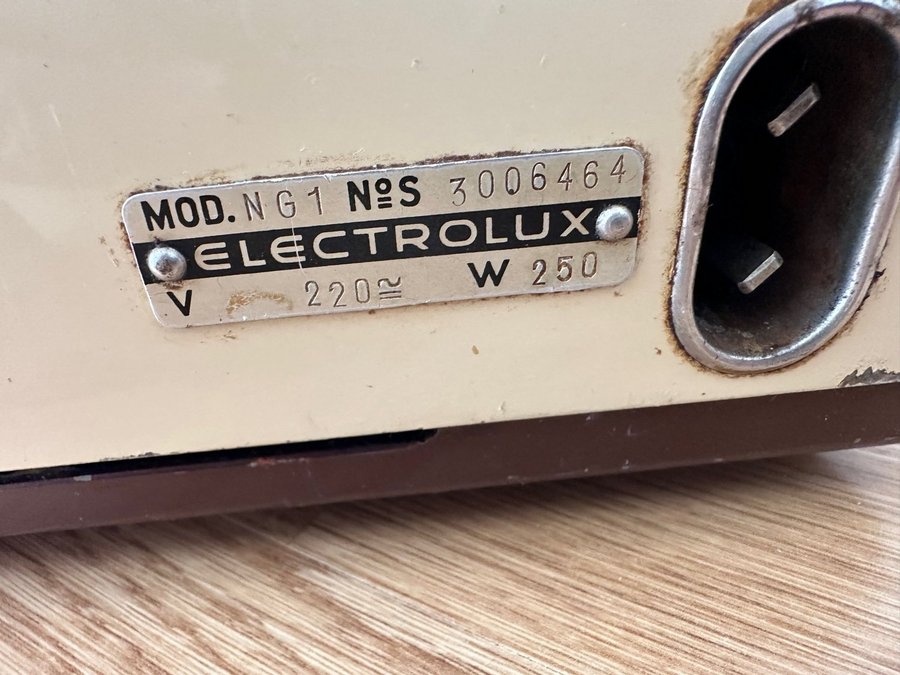 MOD. NG1 NºS 3006464
ELECTROLUX
V 220≅ W 250